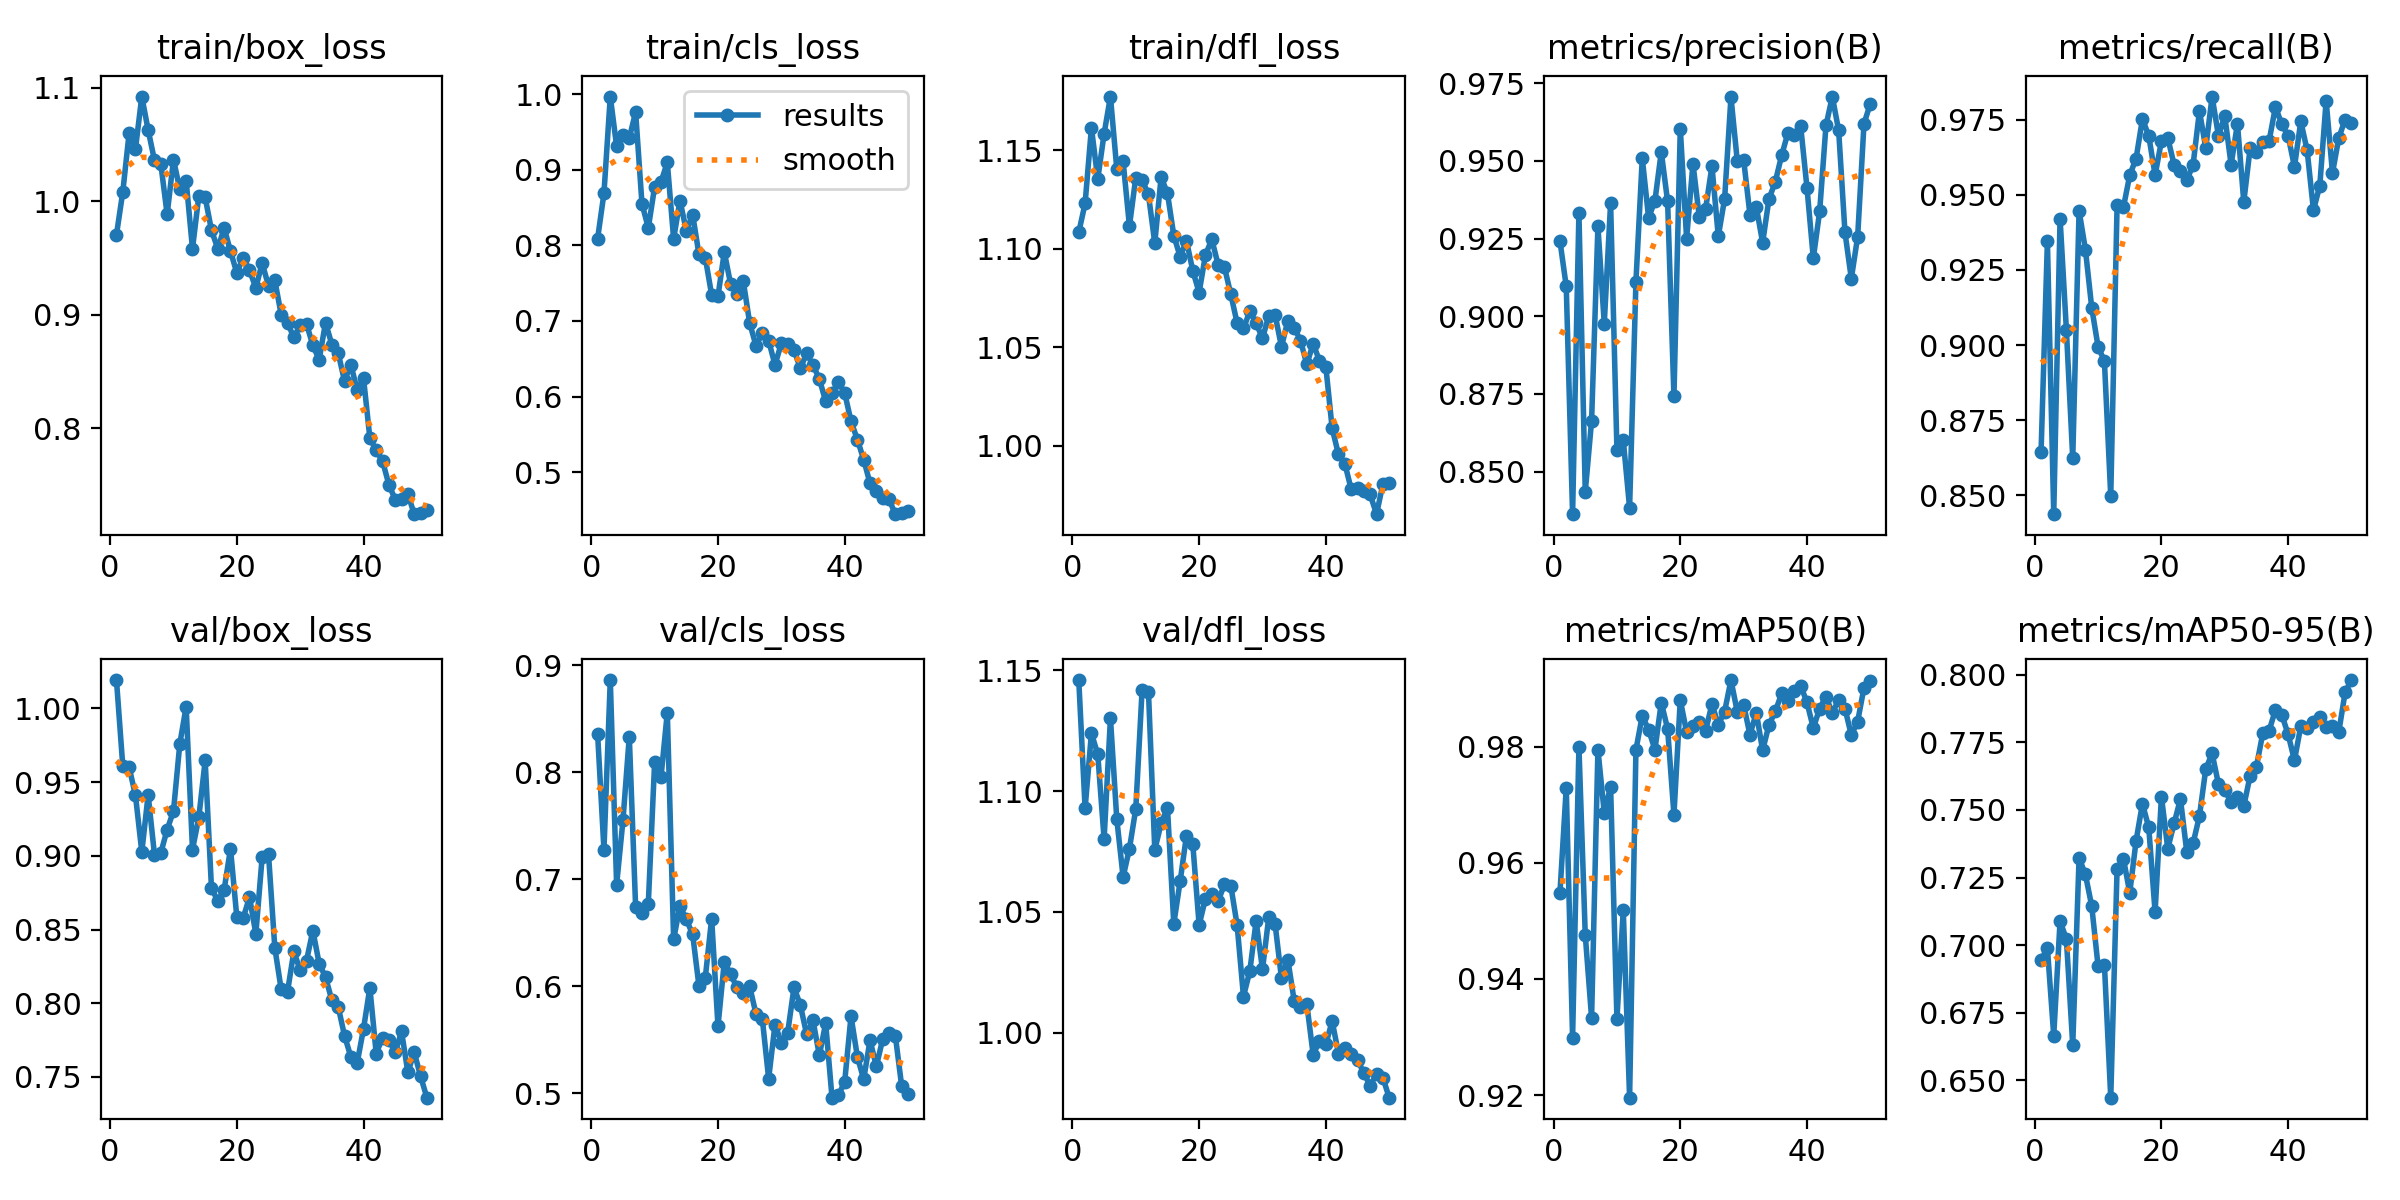 train/box_loss
1.1
1.0
0.9
0.8
0 20 40
train/cls_loss
results
smooth
1.0
0.9
0.8
0.7
0.6
0.5
0 20 40
train/dfl_loss
1.15
1.10
1.05
1.00
0 20 40
metrics/precision(B)
0.975
0.950
0.925
0.900
0.875
0.850
0 20 40
metrics/recall(B)
0.975
0.950
0.925
0.900
0.875
0.850
0 20 40
val/box_loss
1.00
0.95
0.90
0.85
0.80
0.75
0 20 40
val/cls_loss
0.9
0.8
0.7
0.6
0.5
0 20 40
val/dfl_loss
1.15
1.10
1.05
1.00
0 20 40
metrics/mAP50(B)
0.98
0.96
0.94
0.92
0 20 40
metrics/mAP50-95(B)
0.800
0.775
0.750
0.725
0.700
0.675
0.650
0 20 40